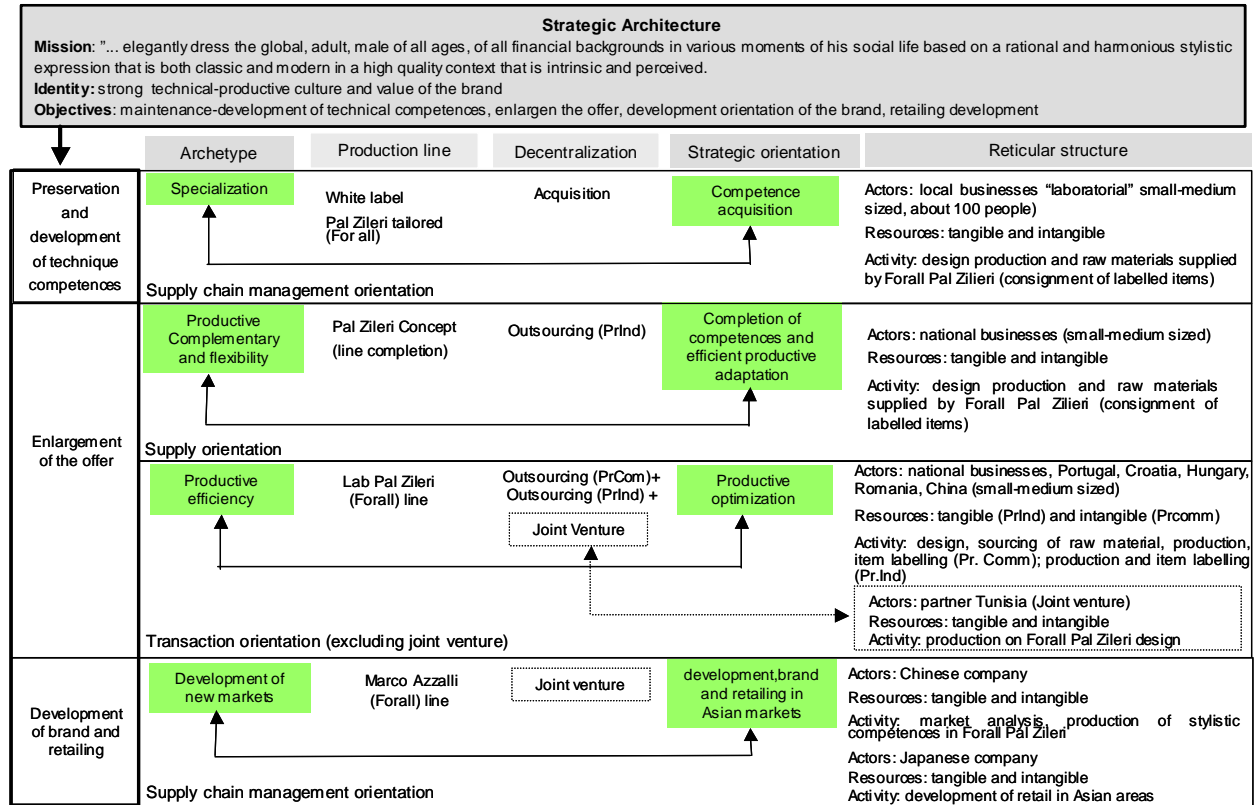 Strategic Architecture
Mission: "... elegantly dress the global, adult, male of all ages, of all financial backgrounds in various moments of his social life based on a rational and harmonious stylistic
expression that is both classic and modern in a high quality context that is intrinsic and perceived.
Identity: strong technical-productive culture and value of the brand
Objectives: maintenance-development of technical competences, enlargen the offer, development orientation of the brand, retailing development
Archetype
Production line
Decentralization
Strategic orientation
Reticular structure
Preservation
and
development
of technique
competences
Specialization
White label
Pal Zileri tailored
(For all)
Acquisition
Competence
acquisition
Actors: local businesses "laboratorial" small-medium
sized, about 100 people)
Resources: tangible and intangible
Activity: design production and raw materials supplied
by Forall Pal Zilieri (consignment of labelled items)
Supply chain management orientation
Enlargement
of the offer
Productive
Complementary
and flexibility
Pal Zileri Concept
(line completion)
Outsourcing (PrInd)
Completion of
competences and
efficient productive
adaptation
Actors: national businesses (small-medium sized)
Resources: tangible and intangible
Activity: design production and raw materials
supplied by Forall Pal Zilieri (consignment of
labelled items)
Supply orientation
Productive
efficiency
Lab Pal Zileri
(Forall) line
Outsourcing (PrCom)+
Outsourcing (PrInd) +
Joint Venture
Productive
optimization
Actors: national businesses, Portugal, Croatia, Hungary,
Romania, China (small-medium sized)
Resources: tangible (PrInd) and intangible (Prcomm)
Activity: design, sourcing of raw material, production,
item labelling (Pr. Comm); production and item labelling
(Pr.Ind)
Actors: partner Tunisia (Joint venture)
Resources: tangible and intangible
Activity: production on Forall Pal Zileri design
Transaction orientation (excluding joint venture)
Development
of brand and
retailing
Development of
new markets
Marco Azzalli
(Forall) line
Joint venture
development,brand
and retailing in
Asian markets
Actors: Chinese company
Resources: tangible and intangible
Activity: market analysis, production of stylistic
competences in Forall Pal Zileri
Actors: Japanese company
Resources: tangible and intangible
Activity: development of retail in Asian areas
Supply chain management orientation